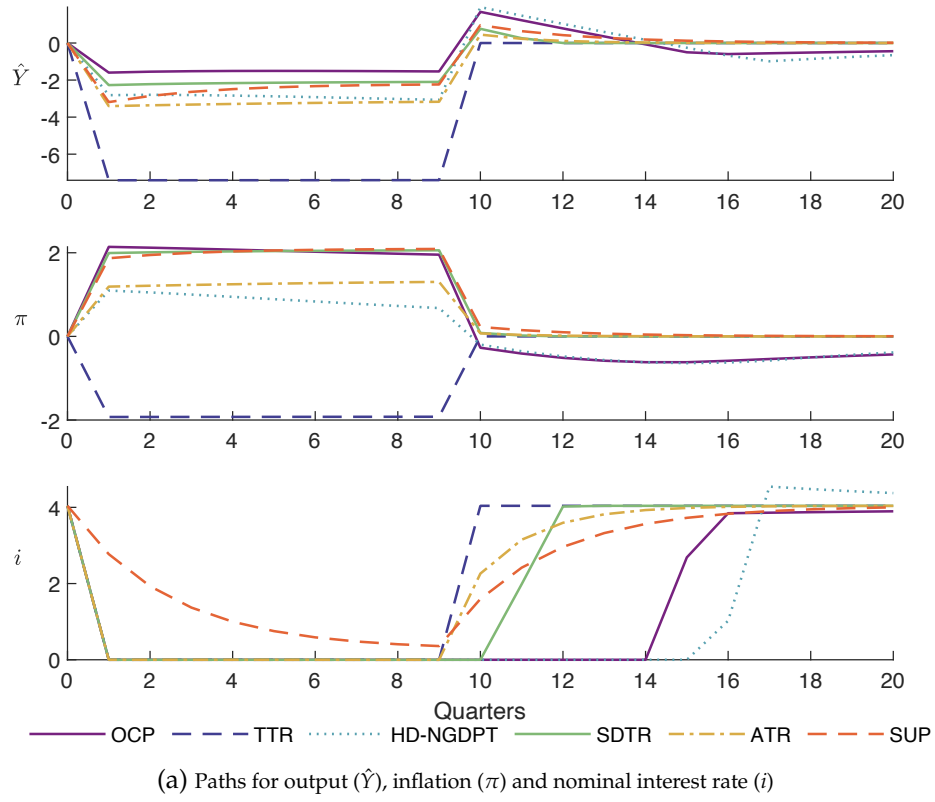 0
-2
-4
-6
Ŷ
0 2 4 6 8 10 12 14 16 18 20
2
0
-2
π
0 2 4 6 8 10 12 14 16 18 20
4
2
0
i
0 2 4 6 8 10 12 14 16 18 20
Quarters
OCP TTR HD-NGDPT SDTR ATR SUP
(a) Paths for output (Ŷ), inflation (π) and nominal interest rate (i)